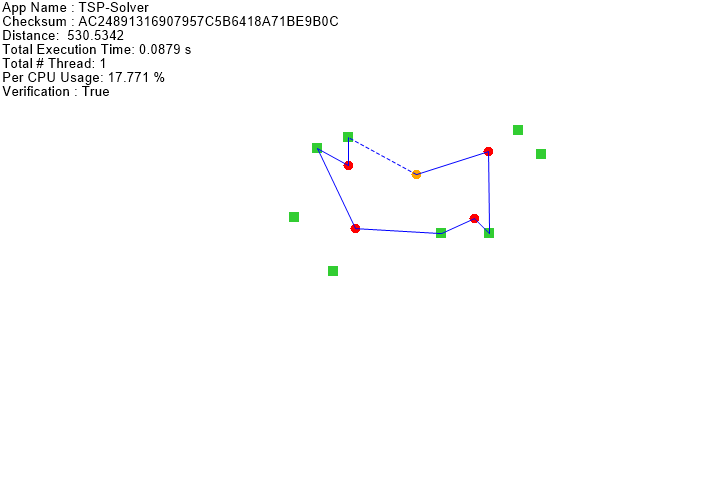 App Name : TSP-Solver
Checksum : AC24891316907957C5B6418A71BE9B0C
Distance:  530.5342
Total Execution Time: 0.0879 s
Total # Thread: 1
Per CPU Usage: 17.771 %
Verification : True